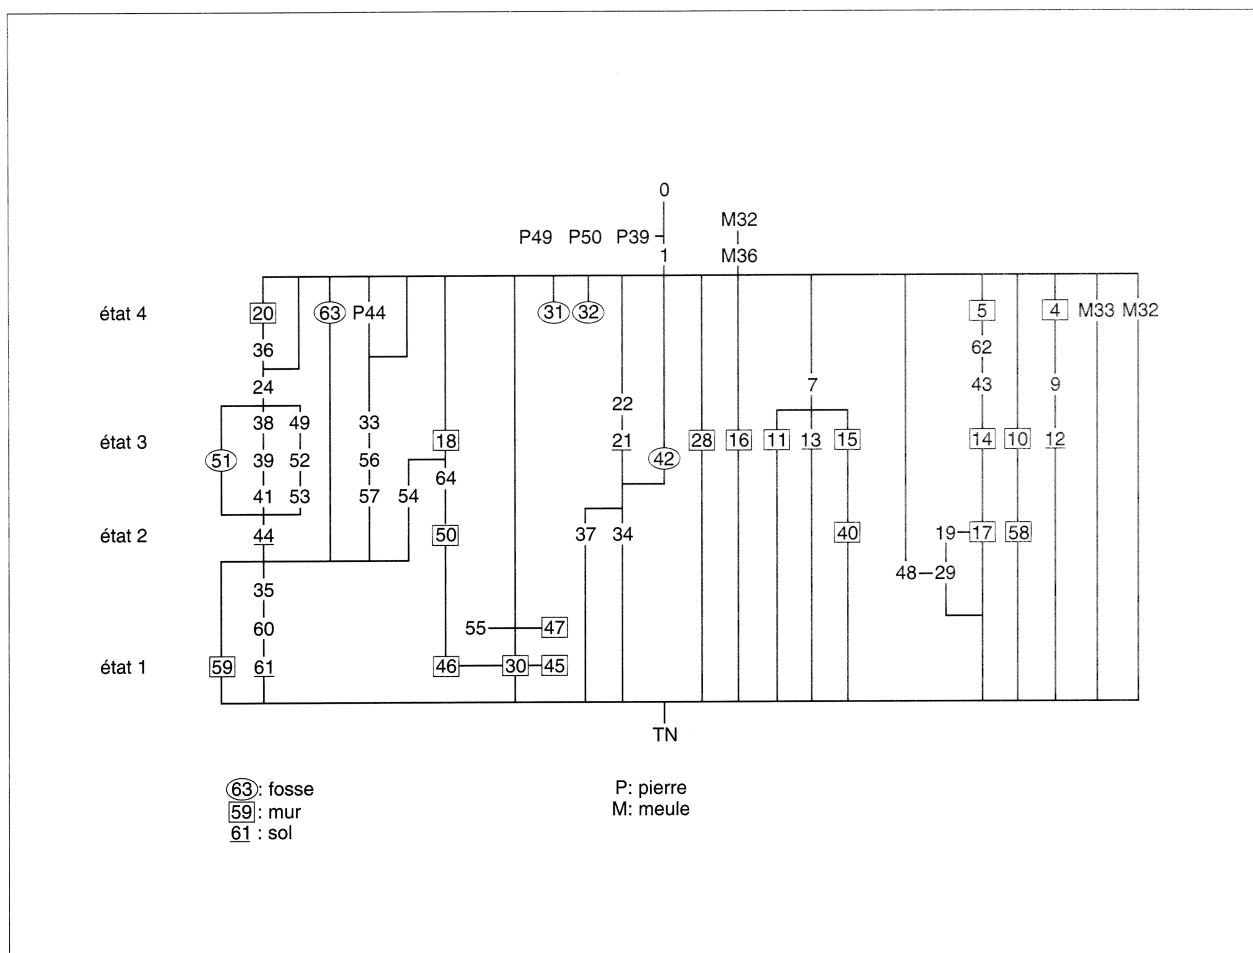 0
M32
P49 P50 P39
1 M36
état 4 20 63 P44 31 32 5 4 M33 M32
36 62
24 7 43 9
22
38 49 33
état 3 18 21 28 16 11 13 15 14 10 12
51 39 52 56 42
64
41 53 57 54
état 2 44 50 37 34 40 19 17 58
48 29
35
60 55 47
état 1 59 61 46 30 45
TN
63 : fosse P: pierre
59 : mur M: meule
61 : sol